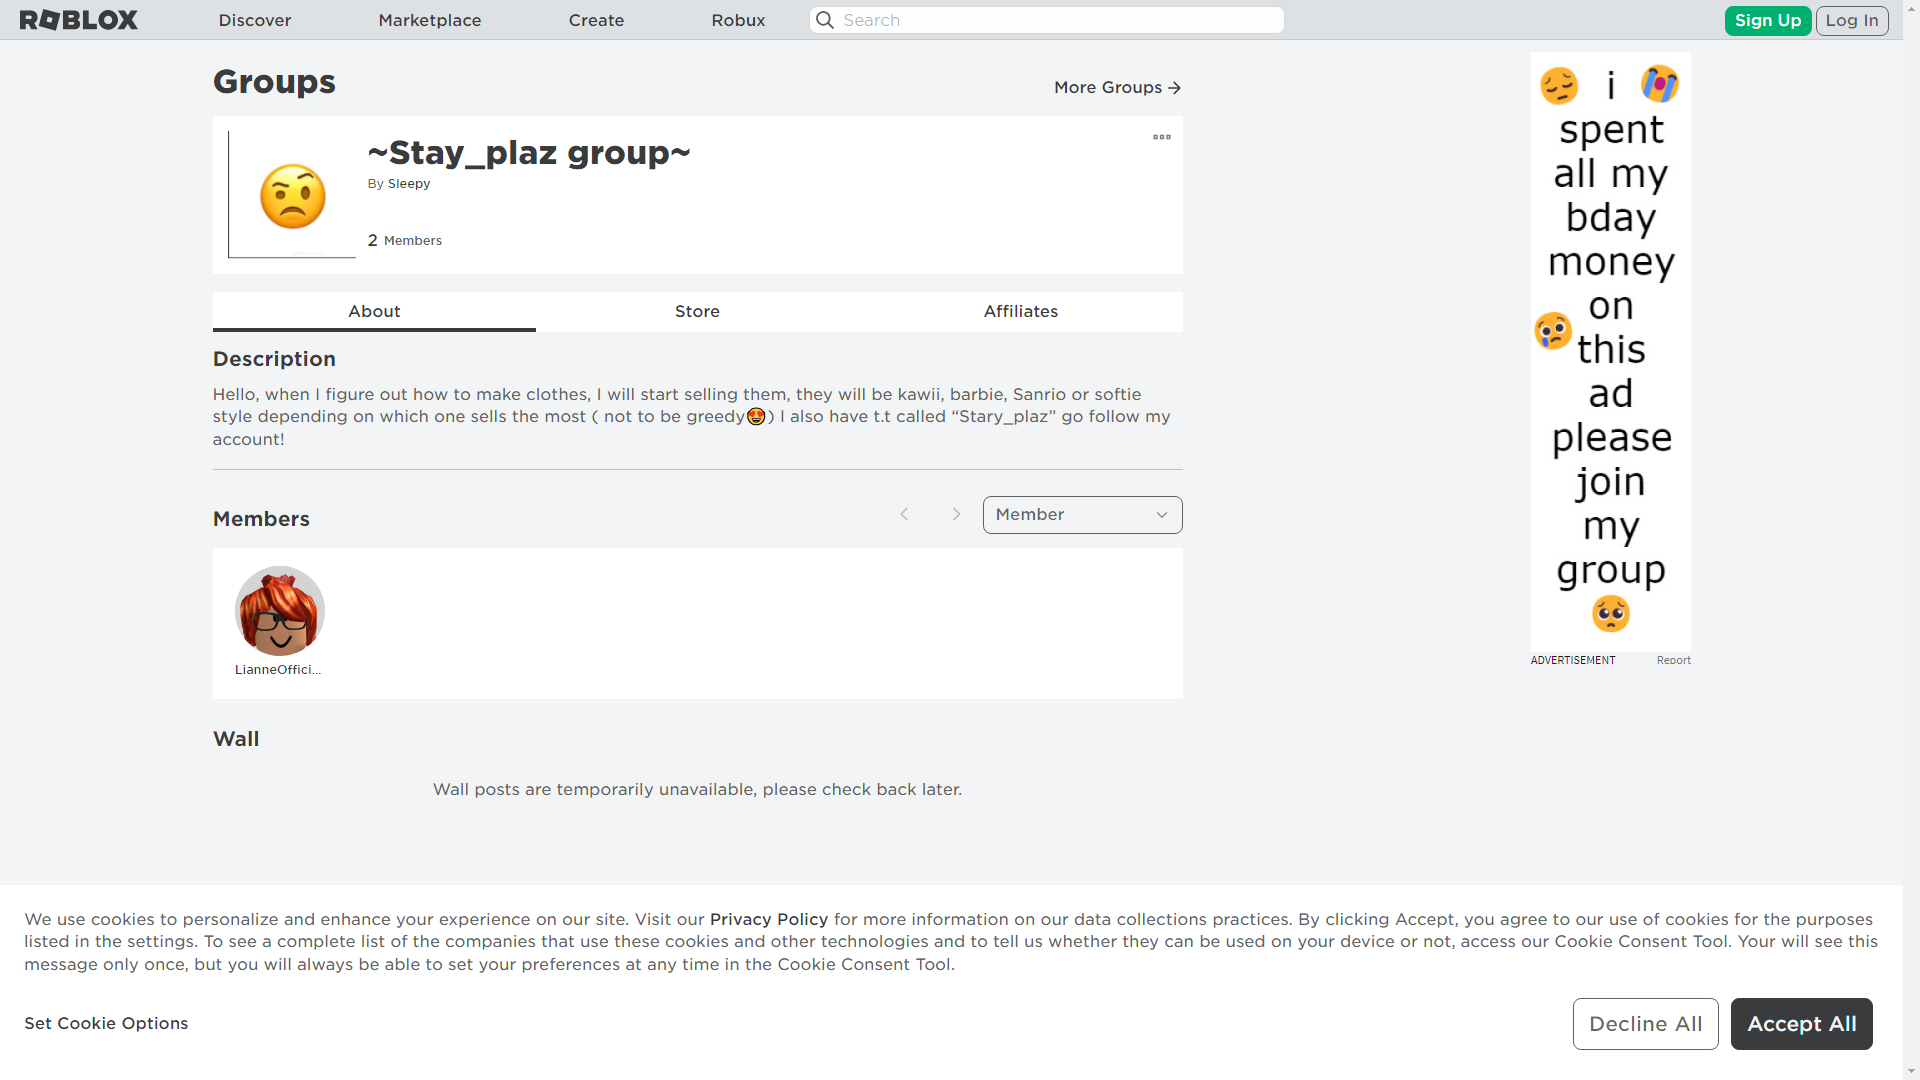 ROBLOX
Discover
Marketplace
Create
Robux
Search
Sign Up
Log In
Groups
More Groups
~Stay_plaz group~
By Sleepy
2 Members
About
Store
Affiliates
Description
Hello, when I figure out how to make clothes, I will start selling them, they will be kawii, barbie, Sanrio or softie
style depending on which one sells the most ( not to be greedy😍) I also have t.t called “Stary_plaz” go follow my
account!
Members
Member
LianneOffici...
Wall
Wall posts are temporarily unavailable, please check back later.
i
spent
all my
bday
money
on
this
ad
please
join
my
group
ADVERTISEMENT
Report
We use cookies to personalize and enhance your experience on our site. Visit our Privacy Policy for more information on our data collections practices. By clicking Accept, you agree to our use of cookies for the purposes
listed in the settings. To see a complete list of the companies that use these cookies and other technologies and to tell us whether they can be used on your device or not, access our Cookie Consent Tool. Your will see this
message only once, but you will always be able to set your preferences at any time in the Cookie Consent Tool.
Set Cookie Options
Decline All
Accept All